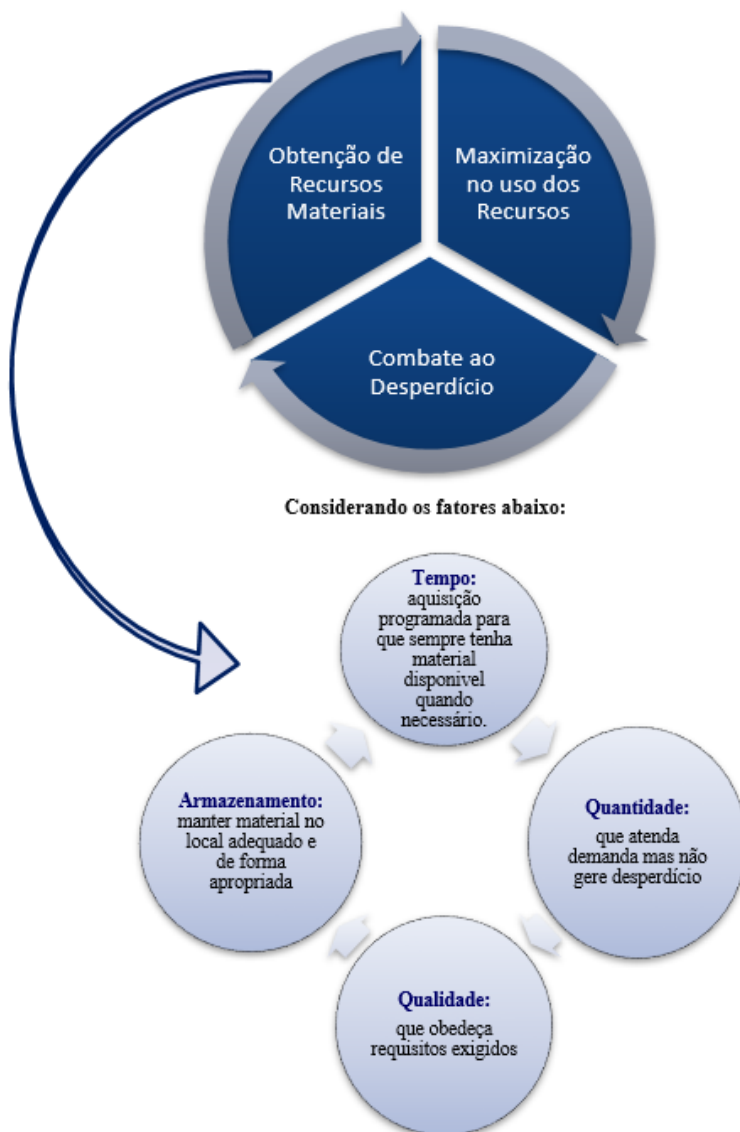 Obtenção de
Recursos
Materiais
Maximização
no uso dos
Recursos
Combate ao
Desperdício
Considerando os fatores abaixo:
Tempo:
aquisição
programada para
que sempre tenha
material
disponivel
quando
necessário.
Quantidade:
que atenda
demanda mas não
gere desperdício
Qualidade:
que obedeça
requisitos exigidos
Armazenamento:
manter material no
local adequado e
de forma
apropriada